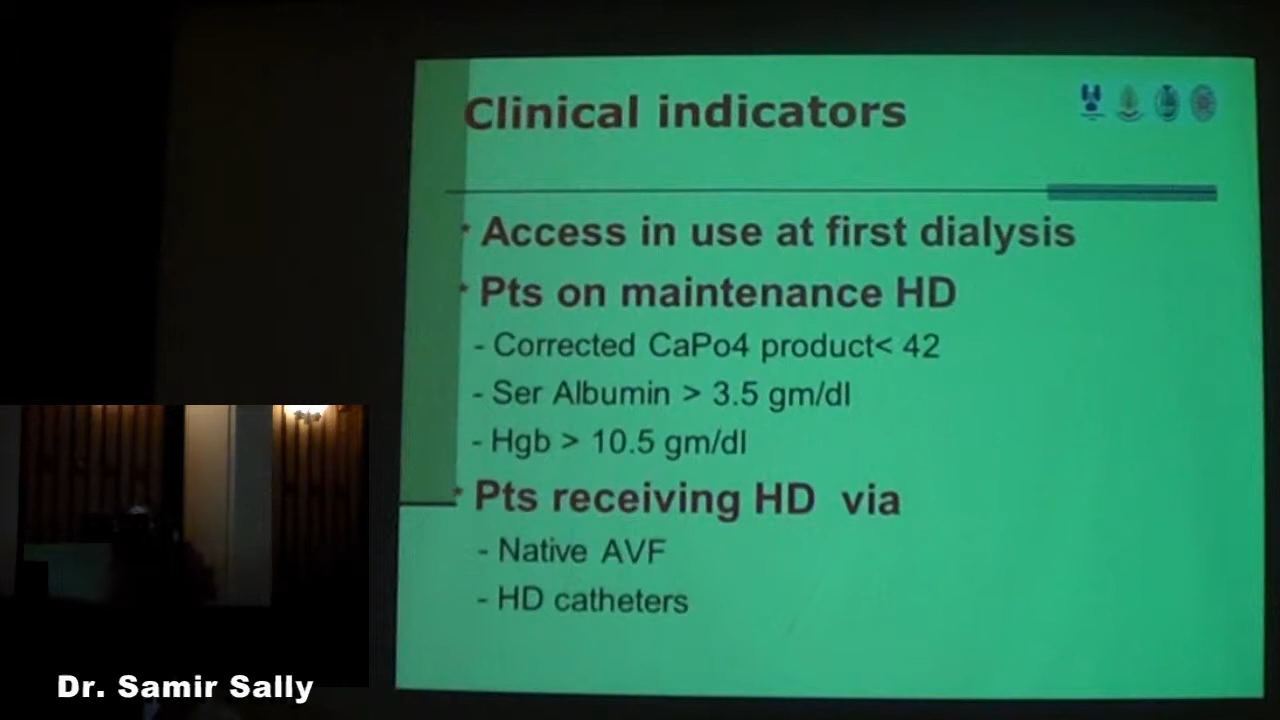 Clinical indicators
* Access in use at first dialysis
* Pts on maintenance HD
- Corrected CaPo4 product< 42
- Ser Albumin > 3.5 gm/dl
- Hgb > 10.5 gm/dl
* Pts receiving HD via
- Native AVF
- HD catheters
Dr. Samir Sally